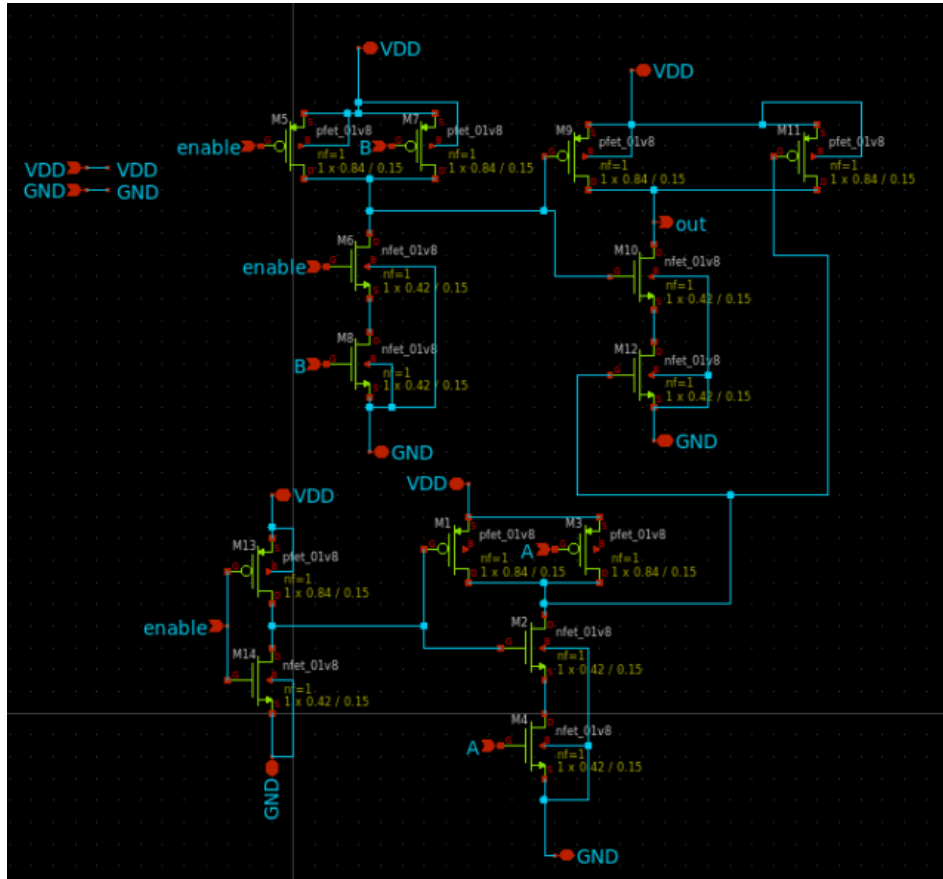 VDD
VDD
M5
pfet_01v8
nf=1
1 x 0.84 / 0.15
enable
M7
pfet_01v8
nf=1
1 x 0.84 / 0.15
B
M9
pfet_01v8
nf=1
1 x 0.84 / 0.15
M11
pfet_01v8
nf=1
1 x 0.84 / 0.15
VDD VDD
GND GND
out
M6
nfet_01v8
nf=1
1 x 0.42 / 0.15
enable
M10
nfet_01v8
nf=1
1 x 0.42 / 0.15
M8
nfet_01v8
nf=1
1 x 0.42 / 0.15
B
M12
nfet_01v8
nf=1
1 x 0.42 / 0.15
GND
GND
VDD
VDD
M13
pfet_01v8
nf=1
1 x 0.84 / 0.15
M1
pfet_01v8
nf=1
1 x 0.84 / 0.15
M3
pfet_01v8
nf=1
1 x 0.84 / 0.15
A
enable
M14
nfet_01v8
nf=1
1 x 0.42 / 0.15
M2
nfet_01v8
nf=1
1 x 0.42 / 0.15
M4
nfet_01v8
nf=1
1 x 0.42 / 0.15
A
GND
GND